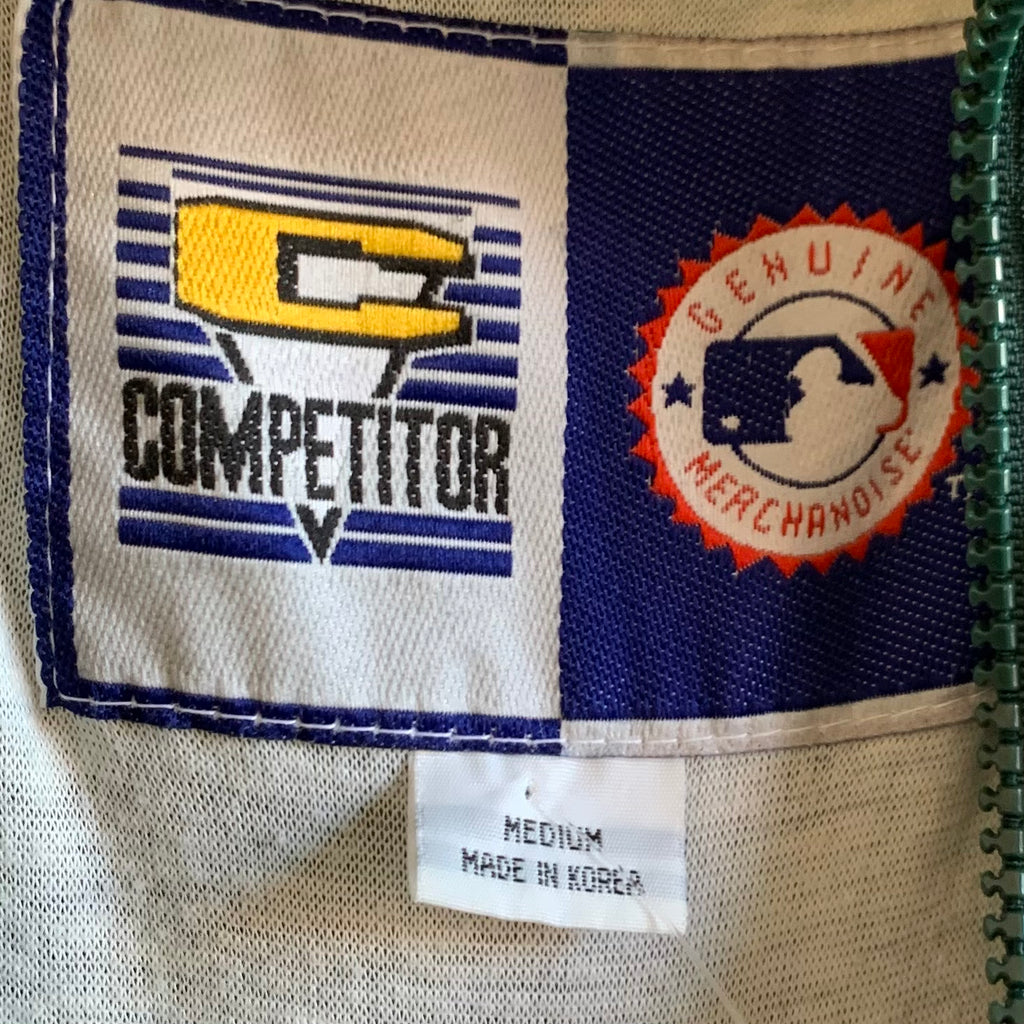 COMPETITOR
GENUINE
MERCHANDISE
MEDIUM
MADE IN KOREA